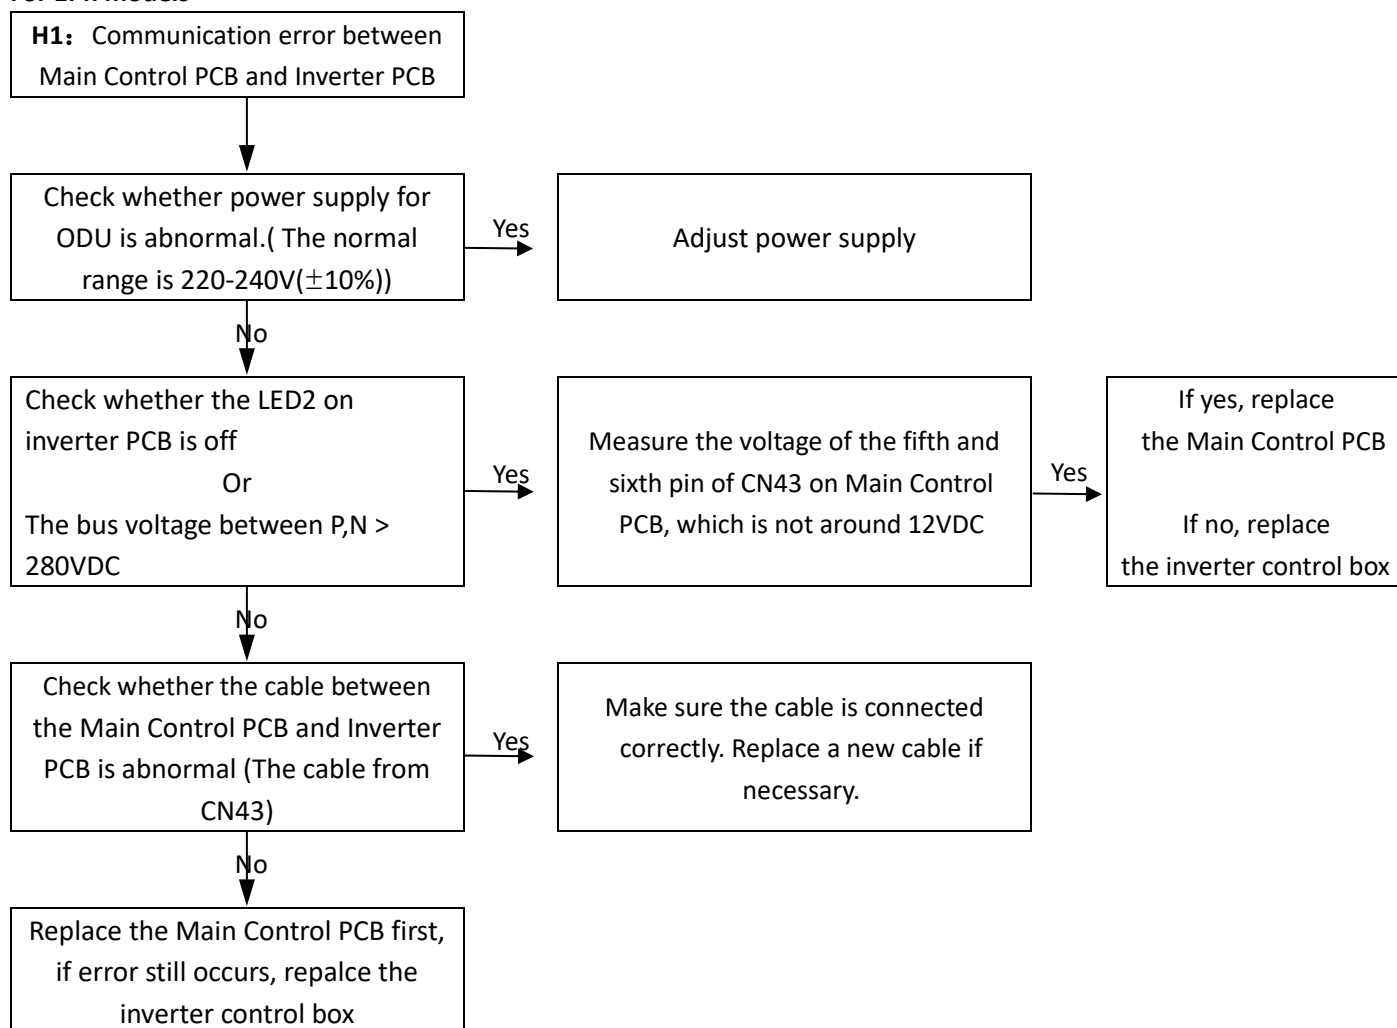 H1： Communication error between
Main Control PCB and Inverter PCB
Check whether power supply for
ODU is abnormal.( The normal
range is 220-240V(±10%))
Yes
Adjust power supply
No
Check whether the LED2 on
inverter PCB is off
Or
The bus voltage between P,N >
280VDC
Yes
Measure the voltage of the fifth and
sixth pin of CN43 on Main Control
PCB, which is not around 12VDC
Yes
If yes, replace
the Main Control PCB
If no, replace
the inverter control box
No
Check whether the cable between
the Main Control PCB and Inverter
PCB is abnormal (The cable from
CN43)
Yes
Make sure the cable is connected
correctly. Replace a new cable if
necessary.
No
Replace the Main Control PCB first,
if error still occurs, repalce the
inverter control box